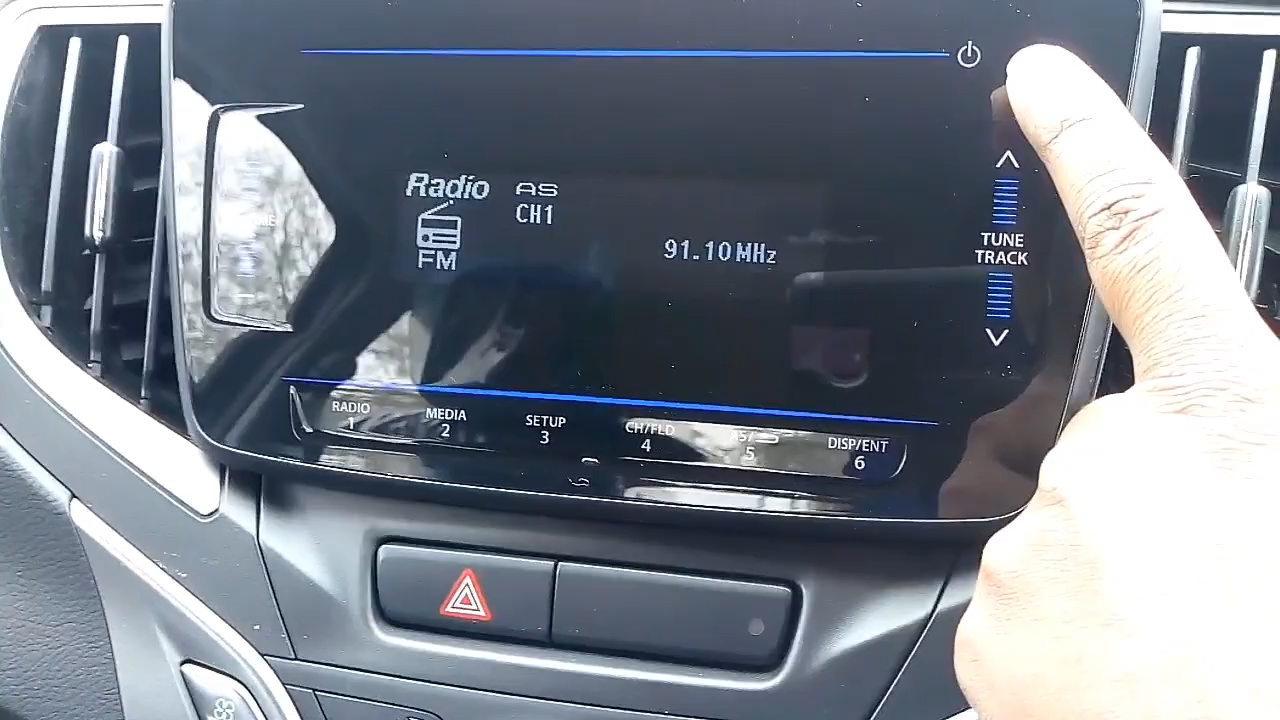 Radio AS
CH1
FM
91.10 MHz
TUNE
TRACK
RADIO
1
MEDIA
2
SETUP
3
CH/FLD
4
AS/
5
DISP/ENT
6